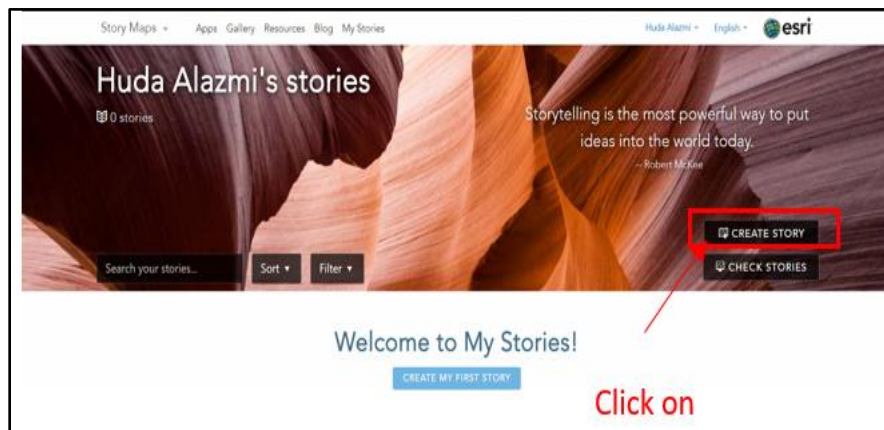 Story Maps Apps Gallery Resources Blog My Stories Huda Alazmi English esri
Huda Alazmi's stories
0 stories
Storytelling is the most powerful way to put
ideas into the world today.
-- Robert McKee
CREATE STORY
Search your stories... Sort Filter CHECK STORIES
Welcome to My Stories!
CREATE MY FIRST STORY
Click on